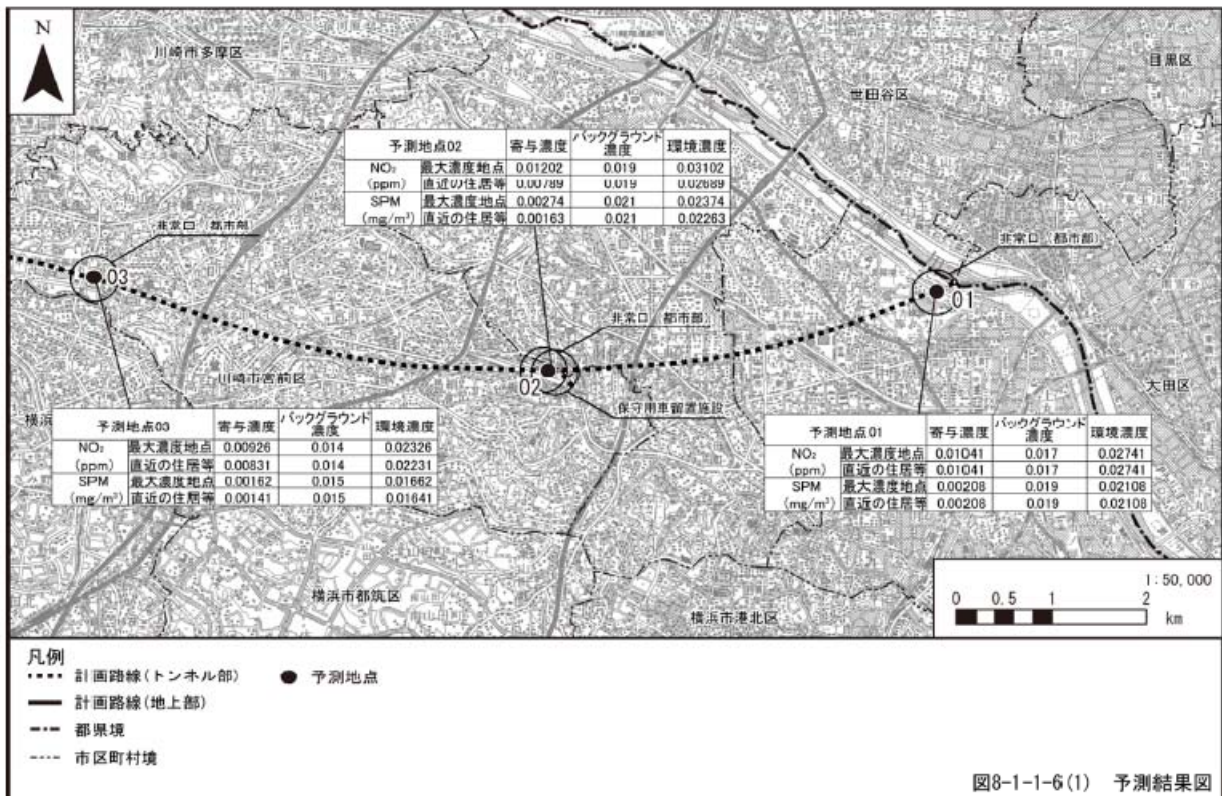 N
川崎市多摩区
目黒区
世田谷区
予測地点02 寄与濃度 バックグラウンド濃度 環境濃度
NO₂ 最大濃度地点 0.01202 0.019 0.03102
(ppm) 直近の住居等 0.00789 0.019 0.02689
SPM 最大濃度地点 0.00274 0.021 0.02374
(mg/m³) 直近の住居等 0.00163 0.021 0.02263
非常口(都市部)
非常口(都市部)
03
01
非常口(都市部)
02
川崎市宮前区
保守用車留置施設
大田区
横浜
予測地点03 寄与濃度 バックグラウンド濃度 環境濃度
NO₂ 最大濃度地点 0.00926 0.014 0.02326
(ppm) 直近の住居等 0.00831 0.014 0.02231
SPM 最大濃度地点 0.00162 0.015 0.01662
(mg/m³) 直近の住居等 0.00141 0.015 0.01641
予測地点01 寄与濃度 バックグラウンド濃度 環境濃度
NO₂ 最大濃度地点 0.01041 0.017 0.02741
(ppm) 直近の住居等 0.01041 0.017 0.02741
SPM 最大濃度地点 0.00208 0.019 0.02108
(mg/m³) 直近の住居等 0.00208 0.019 0.02108
横浜市都筑区
横浜市港北区
1:50,000
0 0.5 1 2
km
凡例
計画路線(トンネル部)
予測地点
計画路線(地上部)
都県境
市区町村境
図8-1-1-6(1) 予測結果図